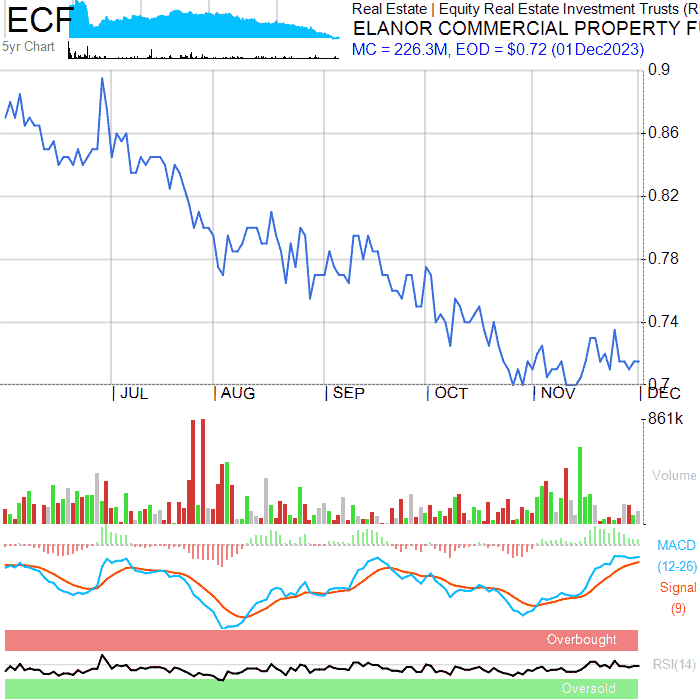 ECF
Real Estate | Equity Real Estate Investment Trusts (R
ELANOR COMMERCIAL PROPERTY F
5yr Chart
MC = 226.3M, EOD = $0.72 (01Dec2023)
0.9
0.86
0.82
0.78
0.74
0.7
JUL AUG SEP OCT NOV DEC
861k
Volume
MACD
(12-26)
Signal
(9)
Overbought
RSI(14)
Oversold